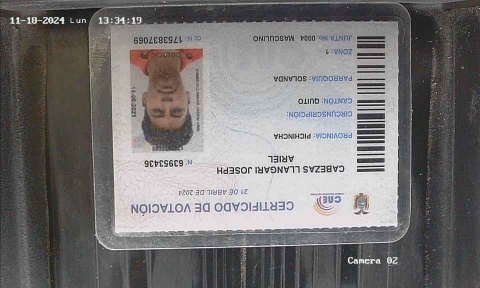 11-18-2024 Lun 13:34:19
CERTIFICADO DE VOTACIÓN
21 DE ABRIL DE 2024
CNE
CABEZAS LLANGARI JOSEPH
ARIEL
N° 63953436
PROVINCIA: PICHINCHA
CIRCUNSCRIPCIÓN:
CANTÓN: QUITO
PARROQUIA: SOLANDA
ZONA: 1
JUNTA No. 0004 MASCULINO
CC N°: 1753837069
Camera 02